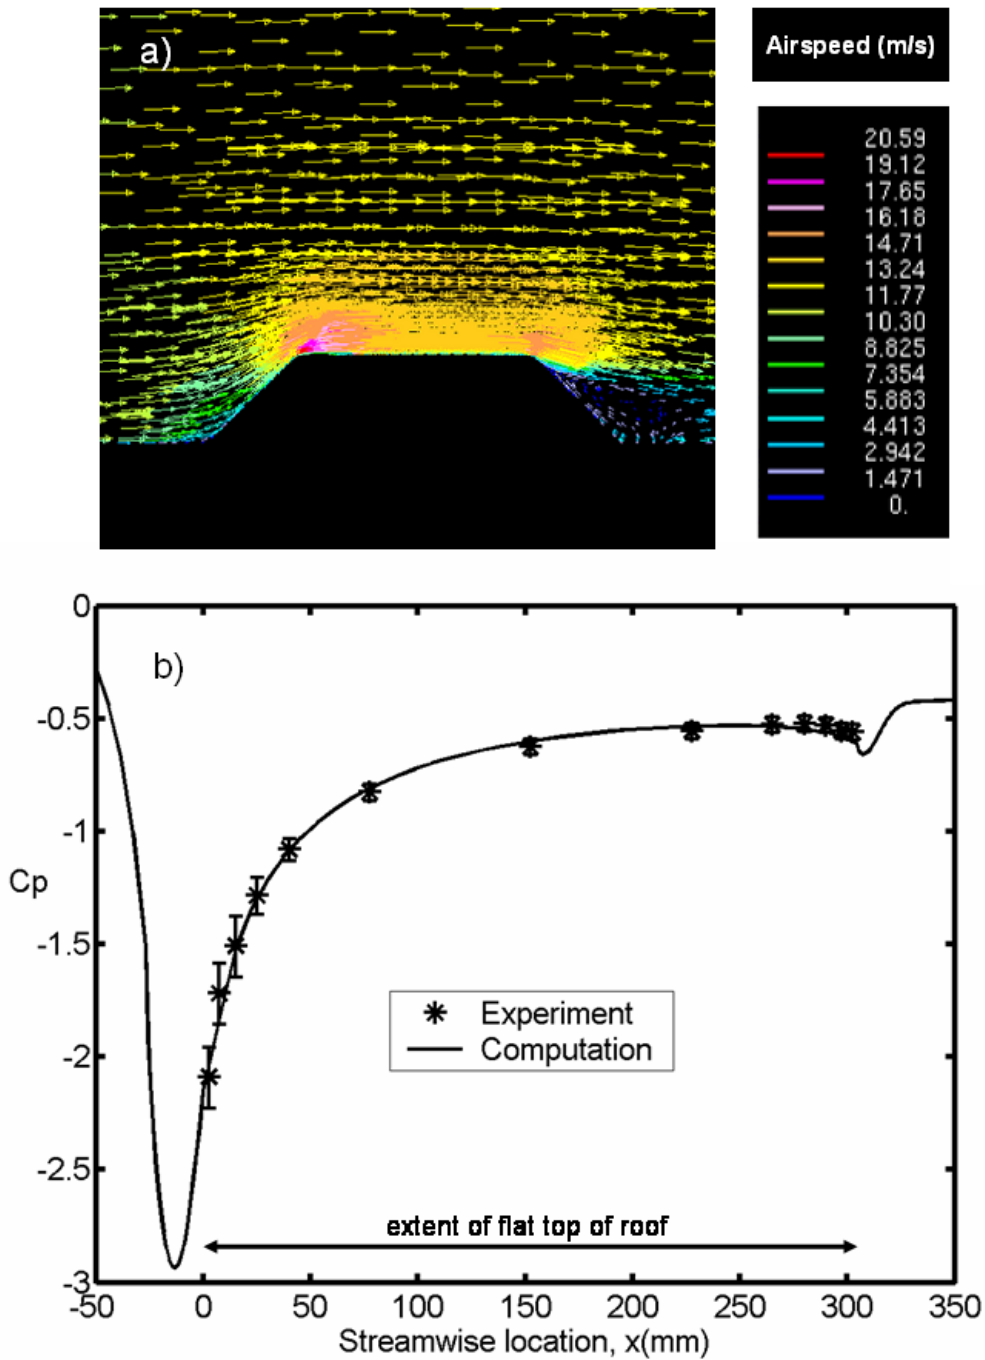 a)
Airspeed (m/s)
20.59
19.12
17.65
16.18
14.71
13.24
11.77
10.30
8.825
7.354
5.883
4.413
2.942
1.471
0.
b)
0
-0.5
-1
-1.5
-2
-2.5
-3
Cp
Experiment
Computation
extent of flat top of roof
-50 0 50 100 150 200 250 300 350
Streamwise location, x(mm)